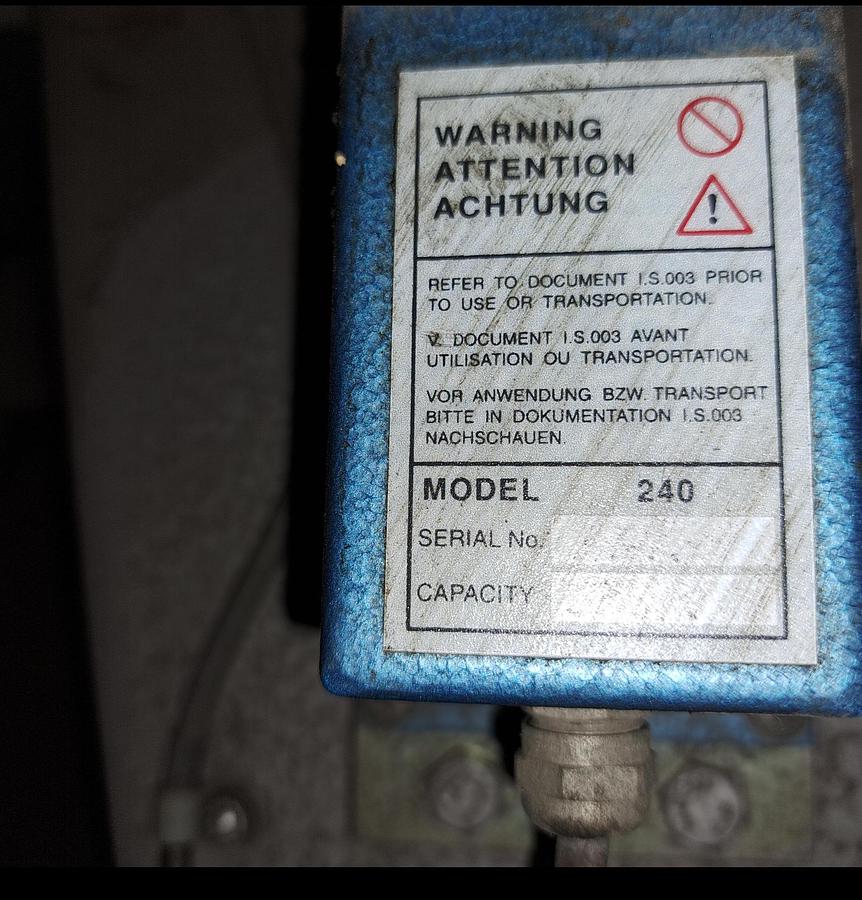 WARNING
ATTENTION
ACHTUNG
!
REFER TO DOCUMENT I.S.003 PRIOR
TO USE OR TRANSPORTATION.
V. DOCUMENT I.S.003 AVANT
UTILISATION OU TRANSPORTATION.
VOR ANWENDUNG BZW. TRANSPORT
BITTE IN DOKUMENTATION I.S.003
NACHSCHAUEN.
MODEL 240
SERIAL No.
CAPACITY